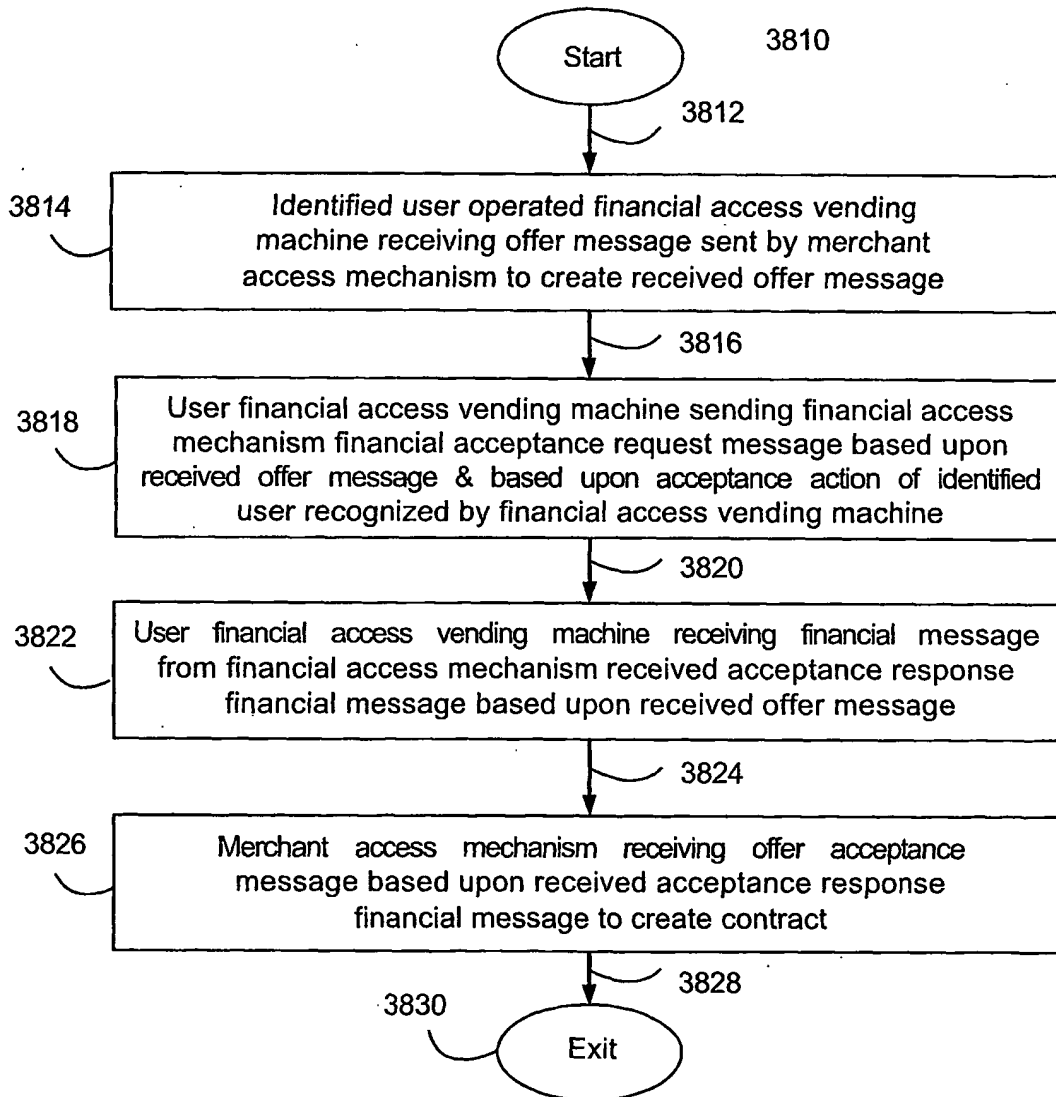 Start
3810
3812
3814
Identified user operated financial access vending
machine receiving offer message sent by merchant
access mechanism to create received offer message
3816
3818
User financial access vending machine sending financial access
mechanism financial acceptance request message based upon
received offer message & based upon acceptance action of identified
user recognized by financial access vending machine
3820
3822
User financial access vending machine receiving financial message
from financial access mechanism received acceptance response
financial message based upon received offer message
3824
3826
Merchant access mechanism receiving offer acceptance
message based upon received acceptance response
financial message to create contract
3828
3830
Exit